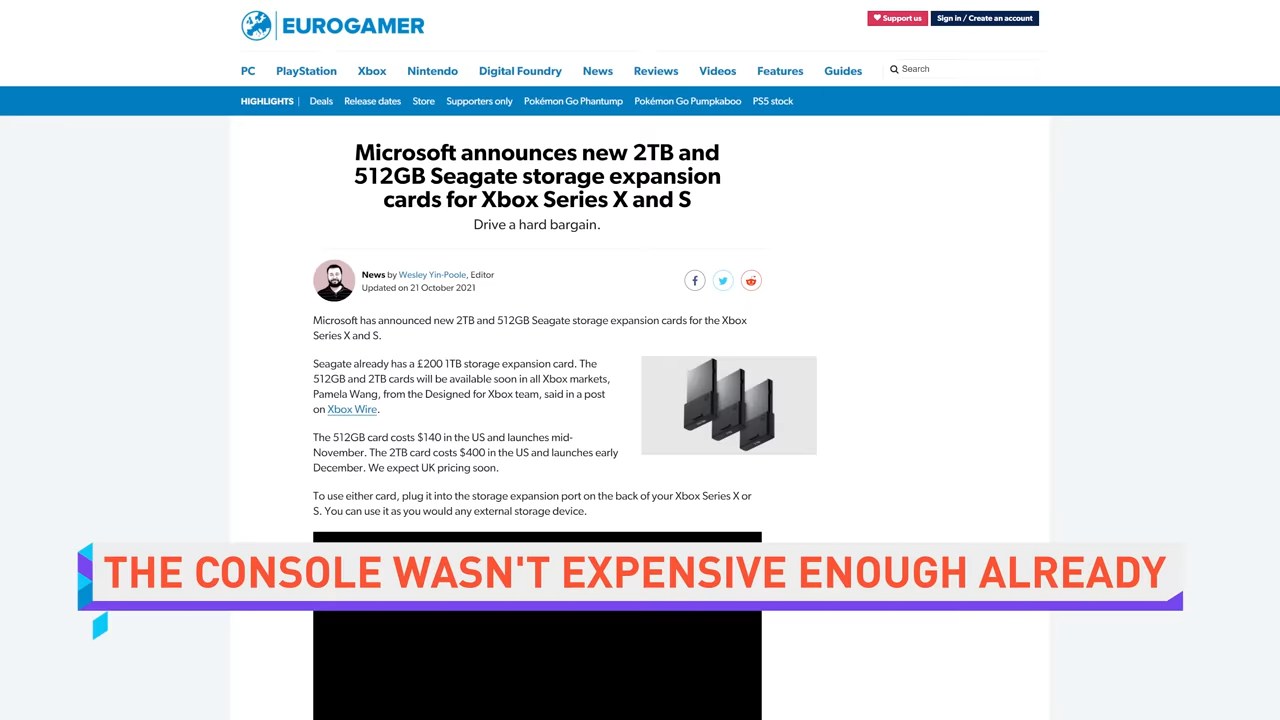 EUROGAMER
Support us
Sign in / Create an account
PC PlayStation Xbox Nintendo Digital Foundry News Reviews Videos Features Guides Search
HIGHLIGHTS Deals Release dates Store Supporters only Pokémon Go Phantump Pokémon Go Pumpkaboo PS5 stock
Microsoft announces new 2TB and
512GB Seagate storage expansion
cards for Xbox Series X and S
Drive a hard bargain.
News by Wesley Yin-Poole, Editor
Updated on 21 October 2021
Microsoft has announced new 2TB and 512GB Seagate storage expansion cards for the Xbox
Series X and S.
Seagate already has a £200 1TB storage expansion card. The
512GB and 2TB cards will be available soon in all Xbox markets,
Pamela Wang, from the Designed for Xbox team, said in a post
on Xbox Wire.
The 512GB card costs $140 in the US and launches mid-
November. The 2TB card costs $400 in the US and launches early
December. We expect UK pricing soon.
To use either card, plug it into the storage expansion port on the back of your Xbox Series X or
S. You can use it as you would any external storage device.
THE CONSOLE WASN'T EXPENSIVE ENOUGH ALREADY